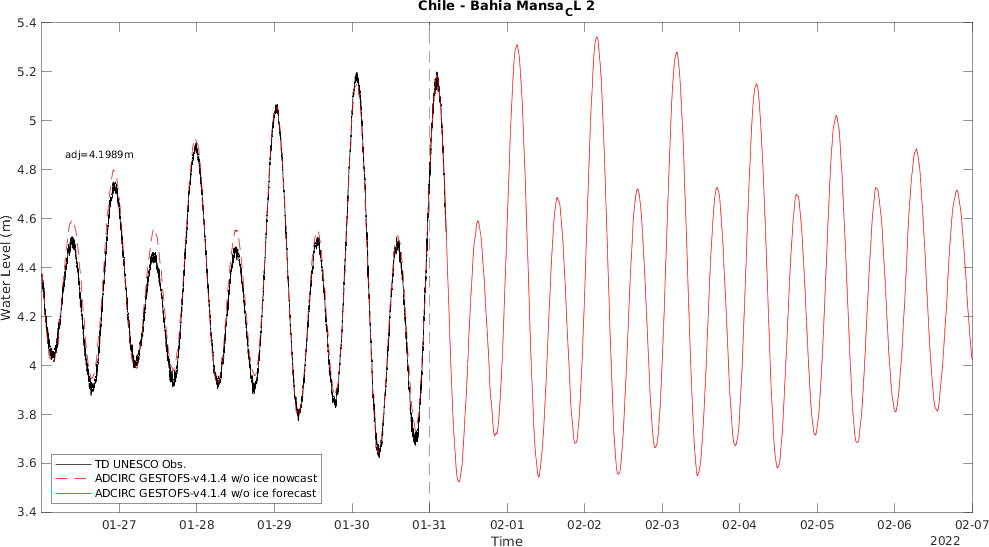 Chile - Bahia Mansa_CL 2
5.4
5.2
5
4.8
4.6
4.4
4.2
4
3.8
3.6
3.4
Water Level (m)
adj=4.1989m
TD UNESCO Obs.
ADCIRC GESTOFS-v4.1.4 w/o ice nowcast
ADCIRC GESTOFS-v4.1.4 w/o ice forecast
01-27 01-28 01-29 01-30 01-31 02-01 02-02 02-03 02-04 02-05 02-06 02-07
Time
2022